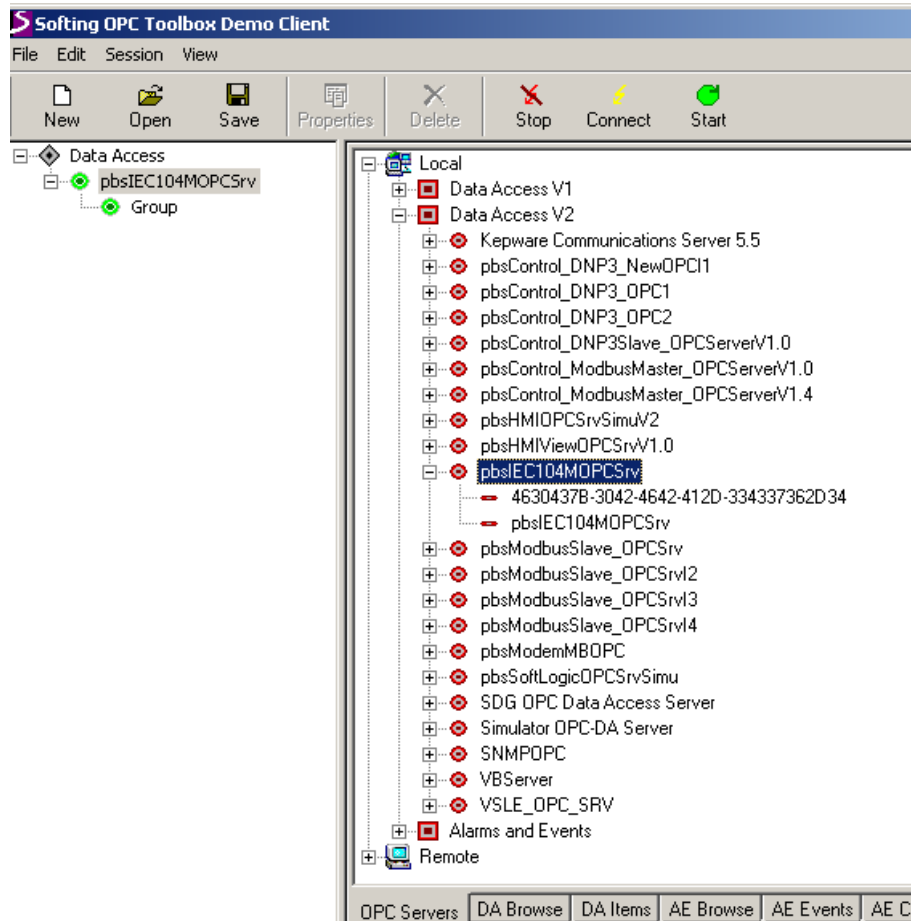 Softing OPC Toolbox Demo Client
File Edit Session View
New Open Save Properties Delete Stop Connect Start
Data Access
pbsIEC104MOPCSrv
Group
Local
Data Access V1
Data Access V2
Kepware Communications Server 5.5
pbsControl_DNP3_NewOPCI1
pbsControl_DNP3_OPC1
pbsControl_DNP3_OPC2
pbsControl_DNP3Slave_OPCServerV1.0
pbsControl_ModbusMaster_OPCServerV1.0
pbsControl_ModbusMaster_OPCServerV1.4
pbsHMIOPCSrvSimuV2
pbsHMIViewOPCSrvV1.0
pbsIEC104MOPCSrv
4630437B-3042-4642-412D-334337362D34
pbsIEC104MOPCSrv
pbsModbusSlave_OPCSrv
pbsModbusSlave_OPCSrvI2
pbsModbusSlave_OPCSrvI3
pbsModbusSlave_OPCSrvI4
pbsModemMBOPC
pbsSoftLogicOPCSrvSimu
SDG OPC Data Access Server
Simulator OPC-DA Server
SNMPOPC
VBServer
VSLE_OPC_SRV
Alarms and Events
Remote
OPC Servers DA Browse DA Items AE Browse AE Events AE C